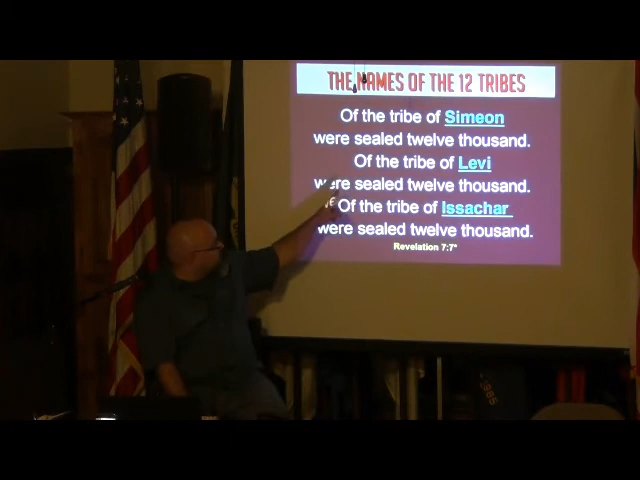 THE NAMES OF THE 12 TRIBES
Of the tribe of Simeon
were sealed twelve thousand.
Of the tribe of Levi
were sealed twelve thousand.
Of the tribe of Issachar
were sealed twelve thousand.
Revelation 7:7"